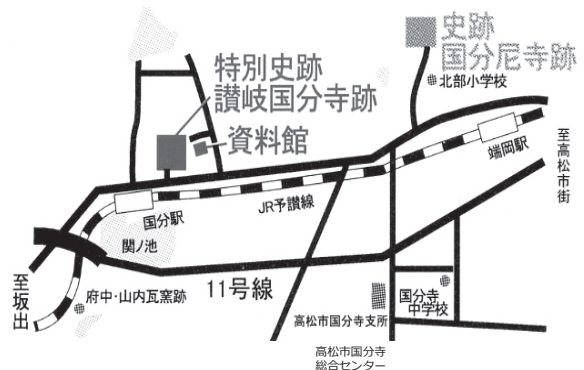 史跡
国分尼寺跡
北部小学校
特別史跡
讃岐国分寺跡
資料館
端岡駅
至高松市街
国分駅
JR予讃線
関ノ池
至坂出
府中・山内瓦窯跡
11号線
国分寺
中学校
高松市国分寺支所
高松市国分寺
総合センター